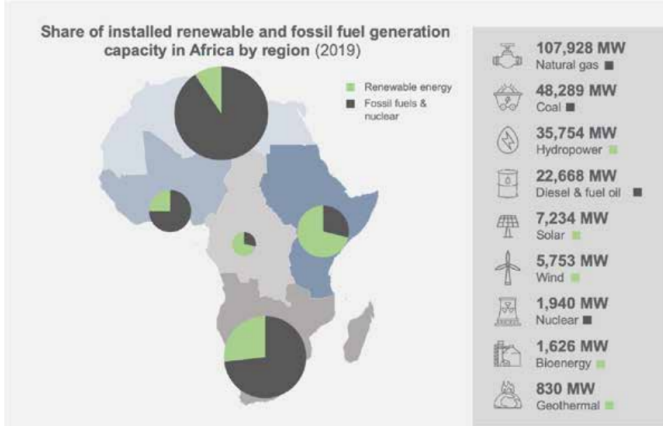 Share of installed renewable and fossil fuel generation
capacity in Africa by region (2019)
Renewable energy
Fossil fuels &
nuclear
107,928 MW
Natural gas
48,289 MW
Coal
35,754 MW
Hydropower
22,668 MW
Diesel & fuel oil
7,234 MW
Solar
5,753 MW
Wind
1,940 MW
Nuclear
1,626 MW
Bioenergy
830 MW
Geothermal